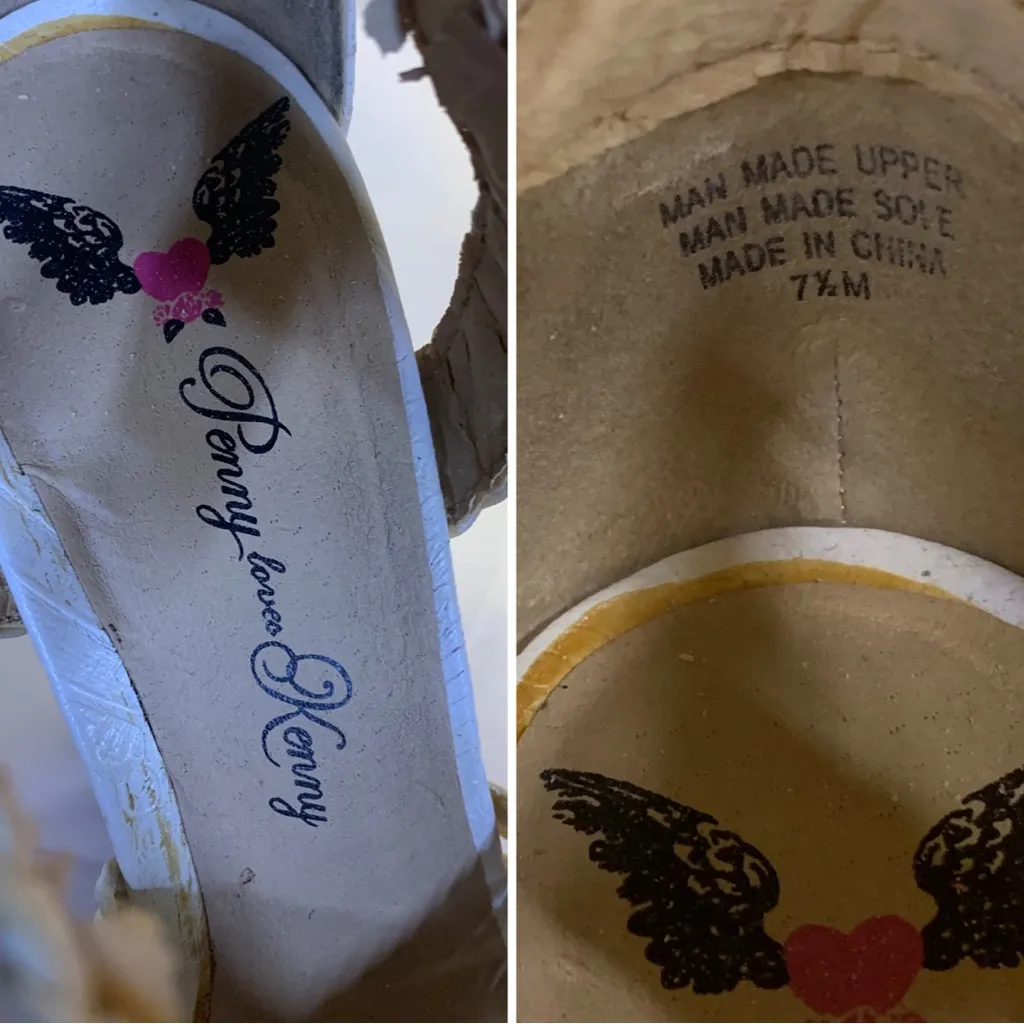 Penny loves Kenny
MAN MADE UPPER
MAN MADE SOLE
MADE IN CHINA
7½M